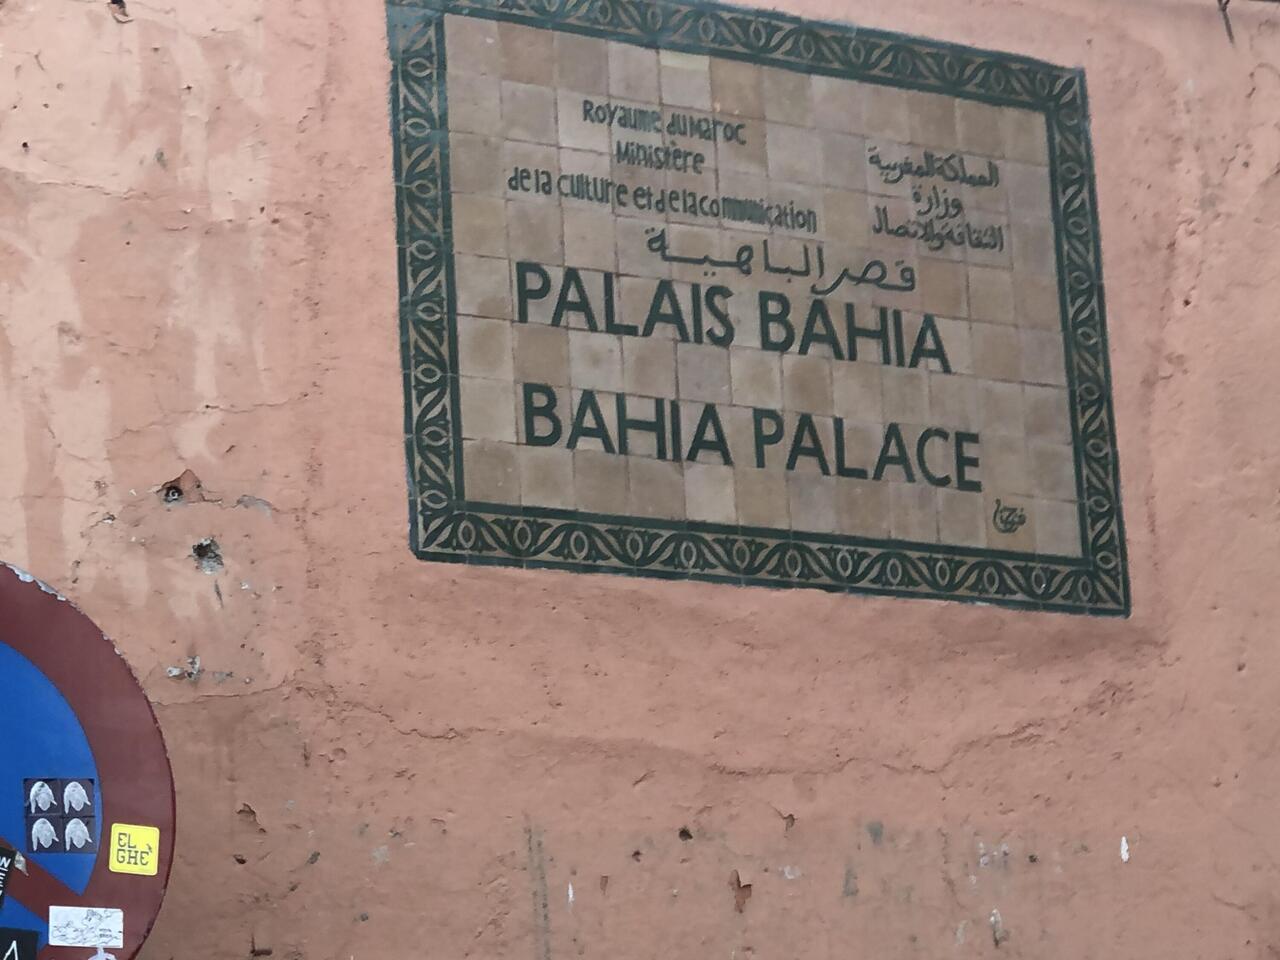 Royaume du Maroc
Ministère
de la culture et de la communication
المملكة المغربية
وزارة
الثقافة والاتصال
قصر الباهية
PALAIS BAHIA
BAHIA PALACE
EL
GHE